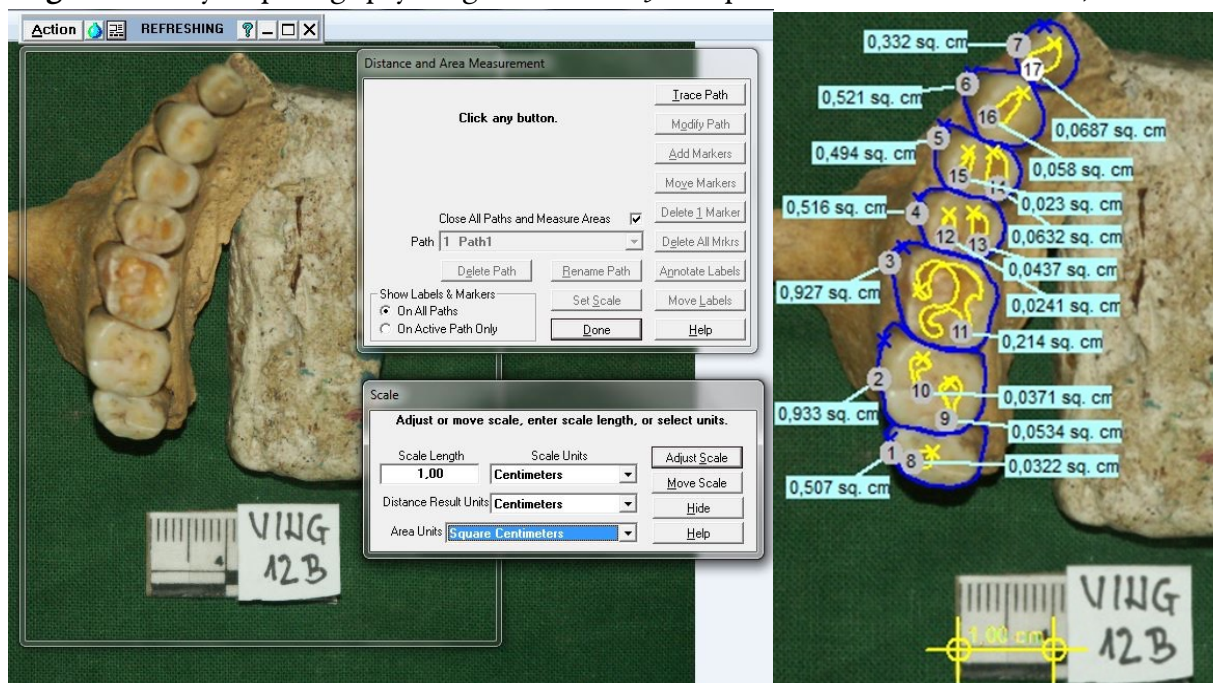 Action REFRESHING ? _ □ X
Distance and Area Measurement
Click any button.
Trace Path
Modify Path
Add Markers
Move Markers
Close All Paths and Measure Areas
Delete 1 Marker
Path 1 Path1
Delete All Mrkrs
Delete Path
Rename Path
Annotate Labels
Show Labels & Markers
On All Paths
On Active Path Only
Set Scale
Move Labels
Done
Help
Scale
Adjust or move scale, enter scale length, or select units.
Scale Length
Scale Units
1,00
Centimeters
Adjust Scale
Move Scale
Distance Result Units Centimeters
Hide
Area Units Square Centimeters
Help
4
VING
12B
0,332 sq. cm
7
17
6
0,521 sq. cm
16
0,0687 sq. cm
5
0,494 sq. cm
15
14
0,058 sq. cm
0,516 sq. cm
4
0,023 sq. cm
12
13
0,0632 sq. cm
3
0,0437 sq. cm
0,927 sq. cm
0,0241 sq. cm
11
0,214 sq. cm
2
10
0,0371 sq. cm
0,933 sq. cm
9
0,0534 sq. cm
1
8
0,0322 sq. cm
0,507 sq. cm
1.00 cm
VING
12B